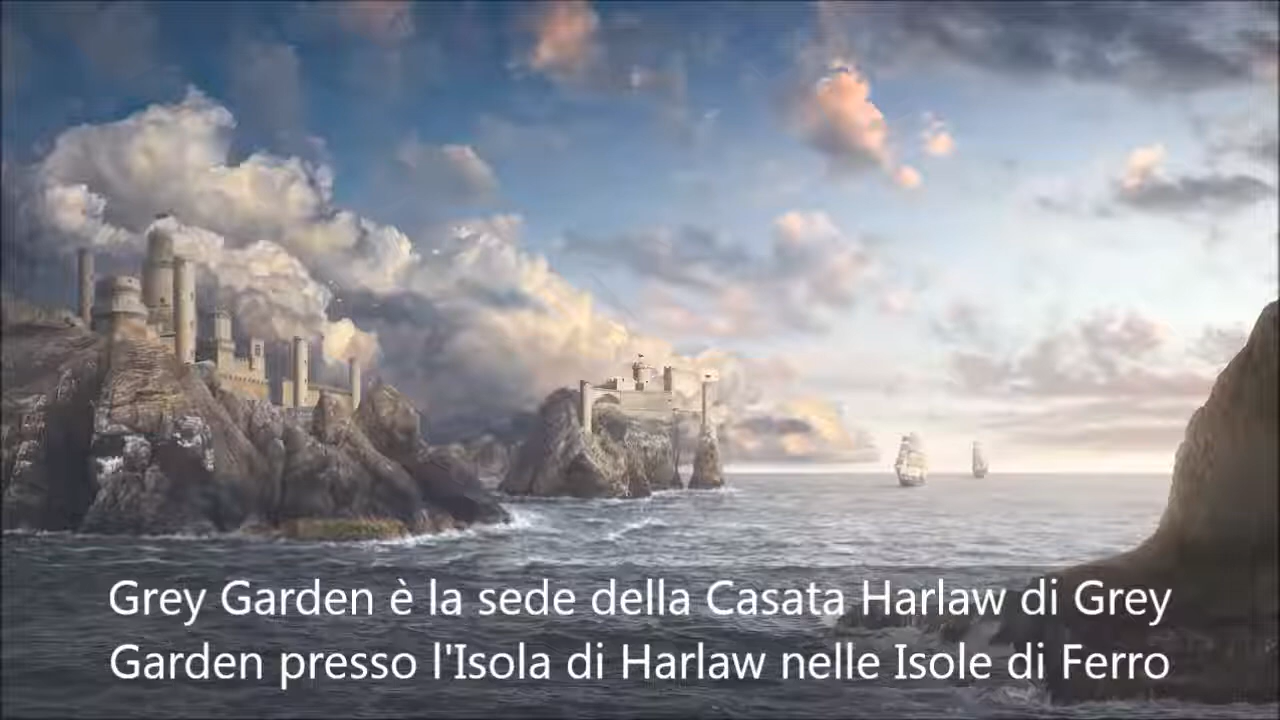 Grey Garden è la sede della Casata Harlaw di Grey
Garden presso l'Isola di Harlaw nelle Isole di Ferro